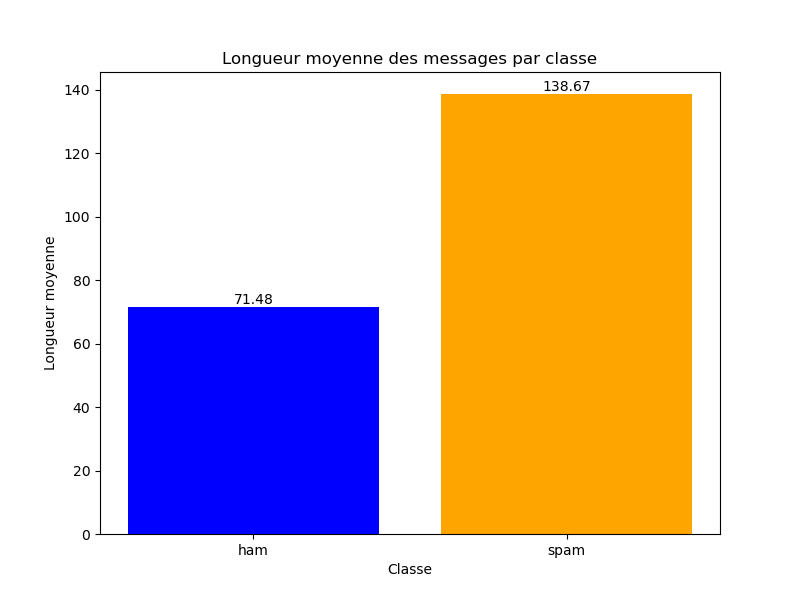 Longueur moyenne des messages par classe
138.67
140
120
100
80
60
40
20
0
71.48
Longueur moyenne
ham
spam
Classe